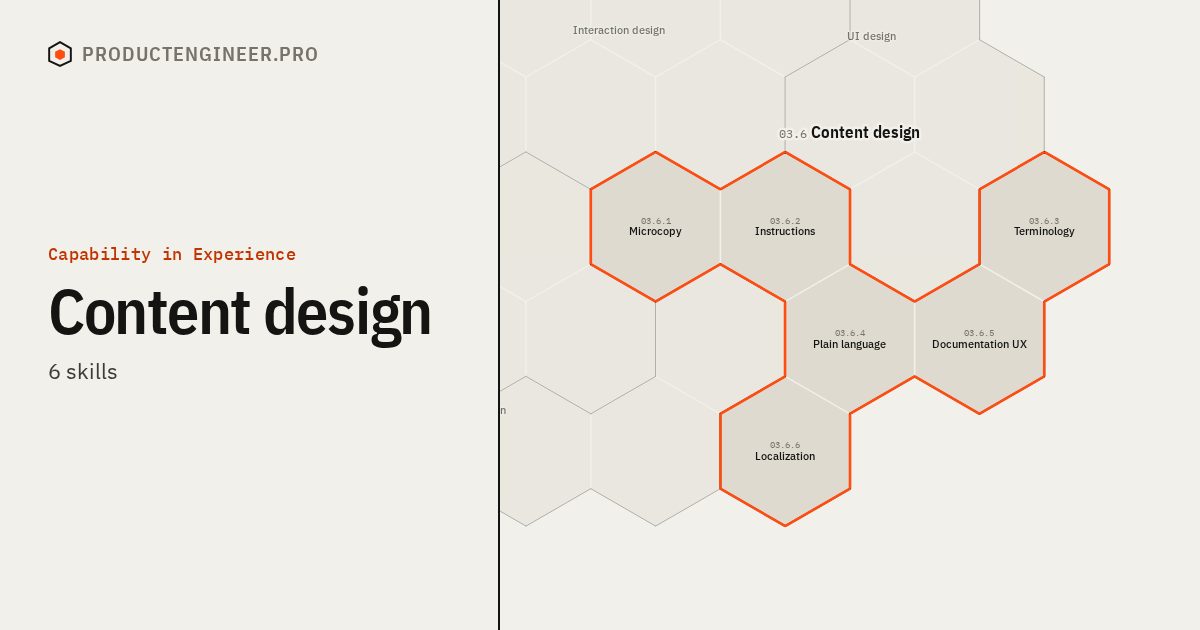 PRODUCTENGINEER.PRO
Capability in Experience
Content design
6 skills
Interaction design
UI design
03.6 Content design
03.6.1
Microcopy
03.6.2
Instructions
03.6.3
Terminology
03.6.4
Plain language
03.6.5
Documentation UX
n
03.6.6
Localization